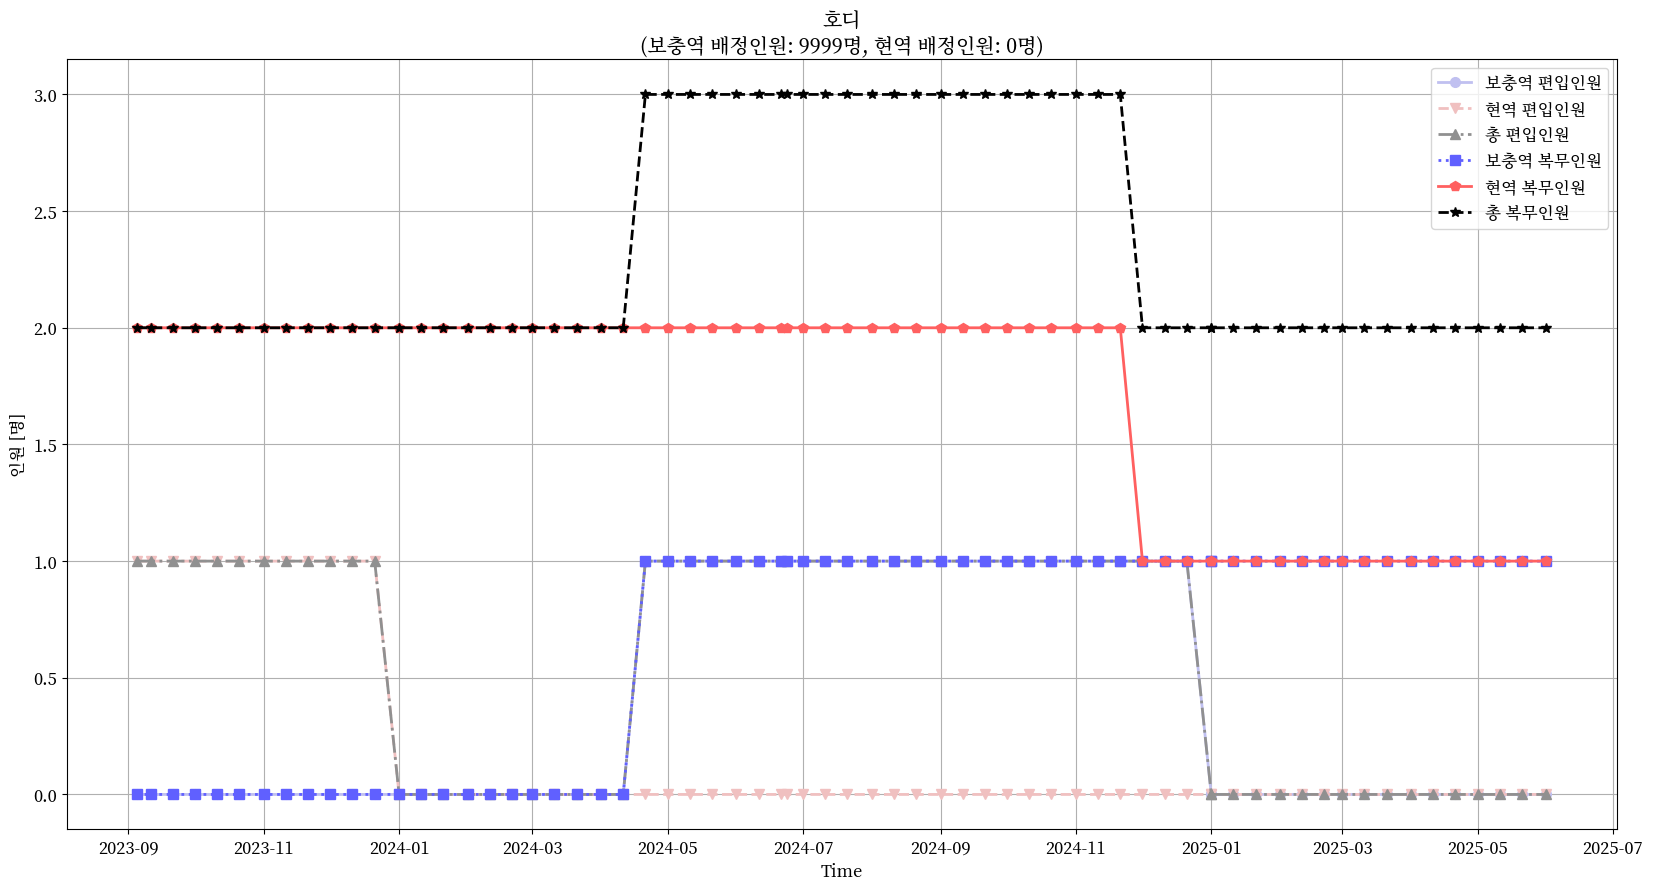 호디
(보충역 배정인원: 9999명, 현역 배정인원: 0명)
보충역 편입인원
현역 편입인원
총 편입인원
보충역 복무인원
현역 복무인원
총 복무인원
인원 [명]
3.0
2.5
2.0
1.5
1.0
0.5
0.0
2023-09
2023-11
2024-01
2024-03
2024-05
2024-07
2024-09
2024-11
2025-01
2025-03
2025-05
2025-07
Time